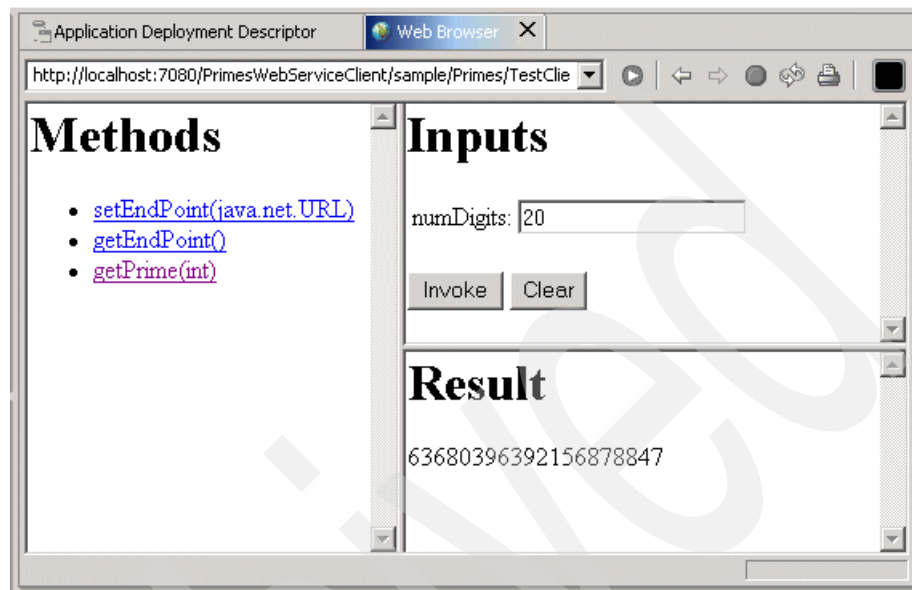 Application Deployment Descriptor
Web Browser
http://localhost:7080/PrimesWebServiceClient/sample/Primes/TestClie
Methods
setEndPoint(java.net.URL)
getEndPoint()
getPrime(int)
Inputs
numDigits: 20
Invoke Clear
Result
63680396392156878847